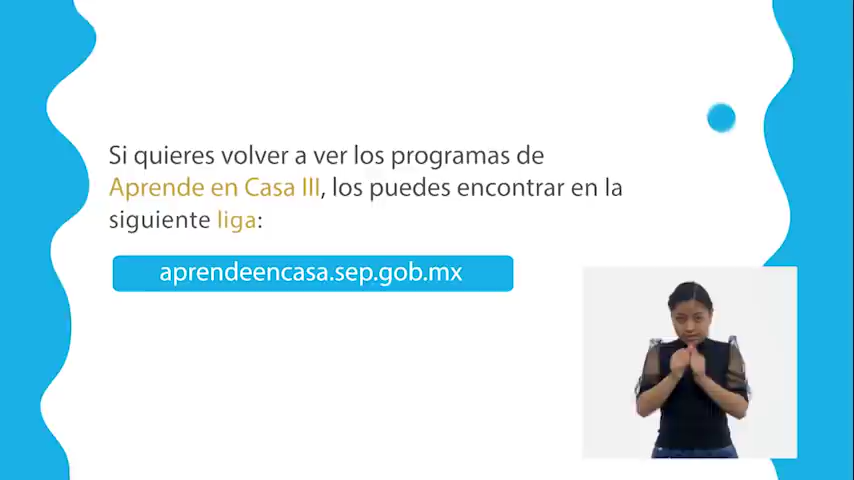 Si quieres volver a ver los programas de
Aprende en Casa III, los puedes encontrar en la
siguiente liga:
aprendeencasa.sep.gob.mx